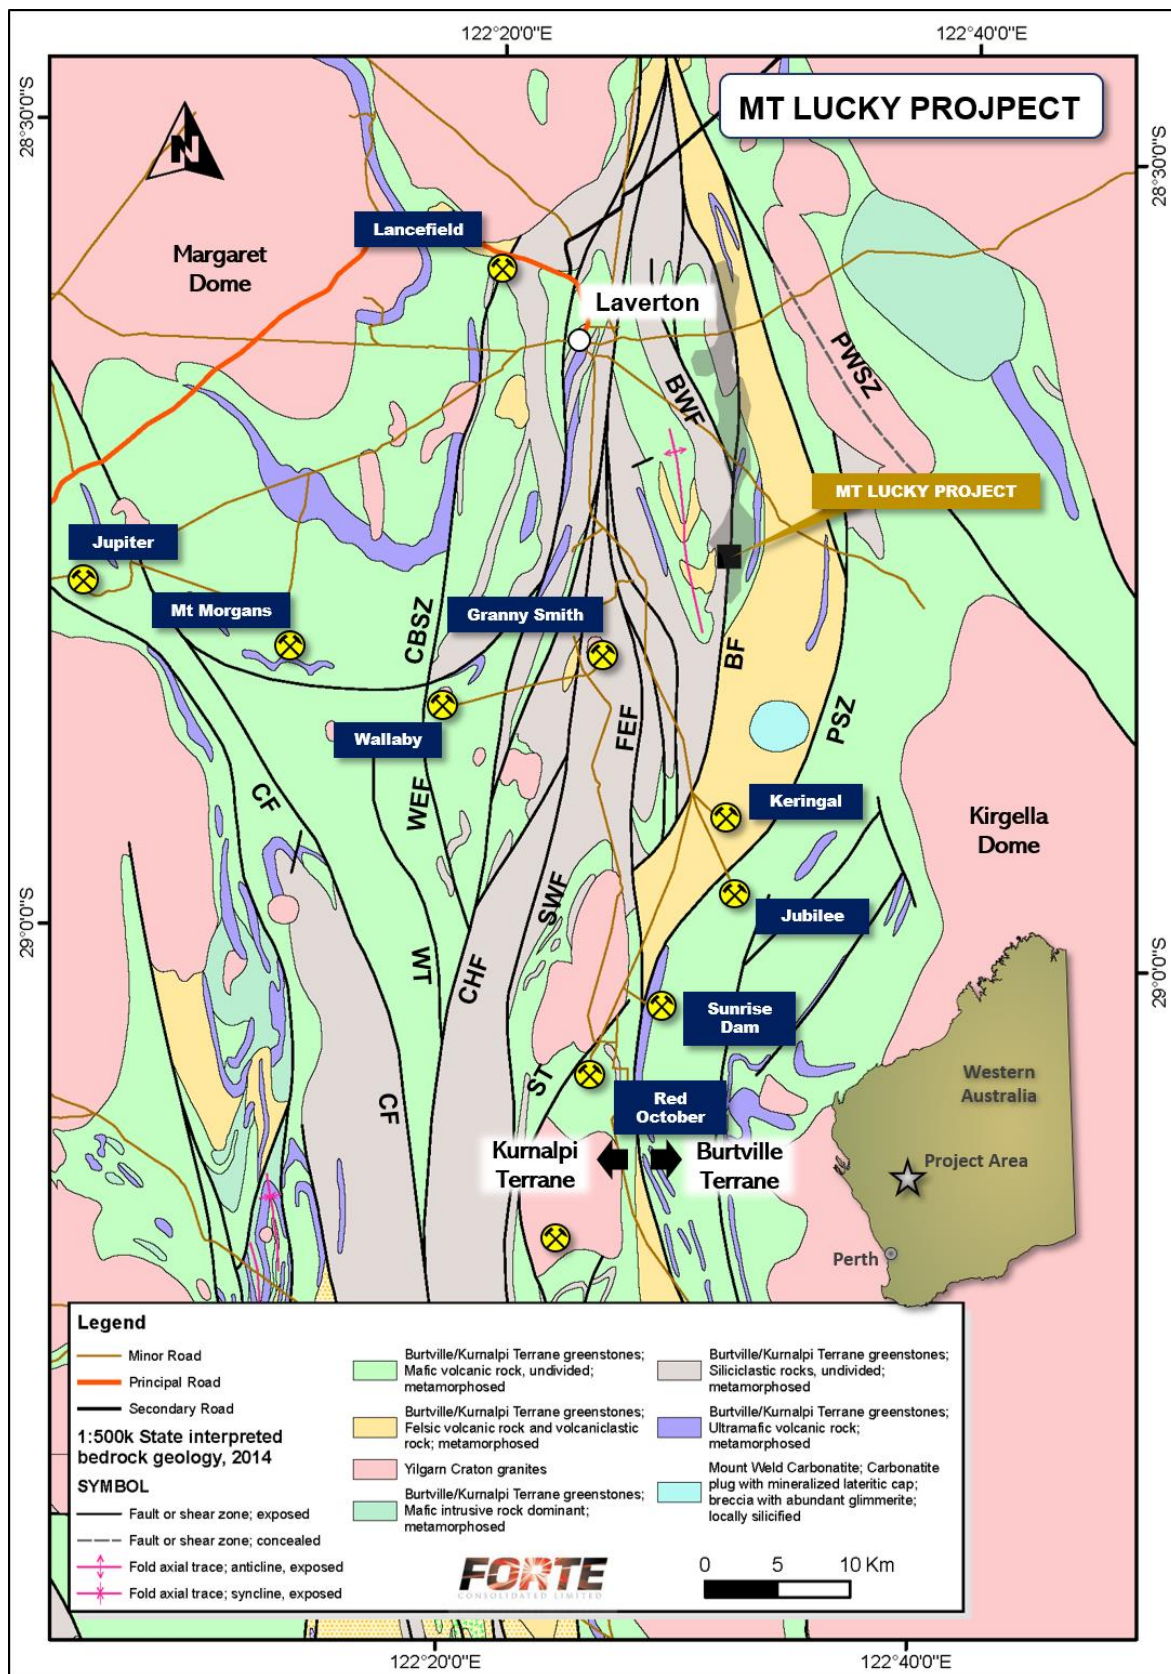 122°20'0"E
122°40'0"E
28°30'0"S
28°30'0"S
MT LUCKY PROJPECT
N
Margaret
Dome
Lancefield
Laverton
PWSZ
BWF
MT LUCKY PROJECT
Jupiter
Mt Morgans
CBSZ
Granny Smith
BF
Wallaby
FEF
PSZ
CF
WEF
Keringal
Kirgella
Dome
SWF
Jubilee
29°0'0"S
29°0'0"S
WT
CHF
Sunrise
Dam
ST
CF
Red
October
Kurnalpi
Terrane
Burtville
Terrane
Western
Australia
Project Area
Perth
Legend
Minor Road
Principal Road
Secondary Road
1:500k State interpreted
bedrock geology, 2014
SYMBOL
Fault or shear zone; exposed
Fault or shear zone; concealed
Fold axial trace; anticline, exposed
Fold axial trace; syncline, exposed
Burtville/Kurnalpi Terrane greenstones;
Mafic volcanic rock, undivided;
metamorphosed
Burtville/Kurnalpi Terrane greenstones;
Felsic volcanic rock and volcaniclastic
rock; metamorphosed
Yilgarn Craton granites
Burtville/Kurnalpi Terrane greenstones;
Mafic intrusive rock dominant;
metamorphosed
Burtville/Kurnalpi Terrane greenstones;
Siliciclastic rocks, undivided;
metamorphosed
Burtville/Kurnalpi Terrane greenstones;
Ultramafic volcanic rock;
metamorphosed
Mount Weld Carbonatite; Carbonatite
plug with mineralized lateritic cap;
breccia with abundant glimmerite;
locally silicified
FORTE
CONSOLIDATED LIMITED
0 5 10 Km
122°20'0"E
122°40'0"E